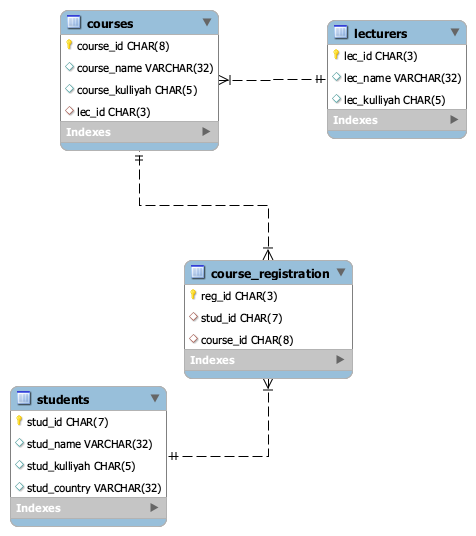 courses
course_id CHAR(8)
course_name VARCHAR(32)
course_kulliyah CHAR(5)
lec_id CHAR(3)
Indexes
lecturers
lec_id CHAR(3)
lec_name VARCHAR(32)
lec_kulliyah CHAR(5)
Indexes
course_registration
reg_id CHAR(3)
stud_id CHAR(7)
course_id CHAR(8)
Indexes
students
stud_id CHAR(7)
stud_name VARCHAR(32)
stud_kulliyah CHAR(5)
stud_country VARCHAR(32)
Indexes